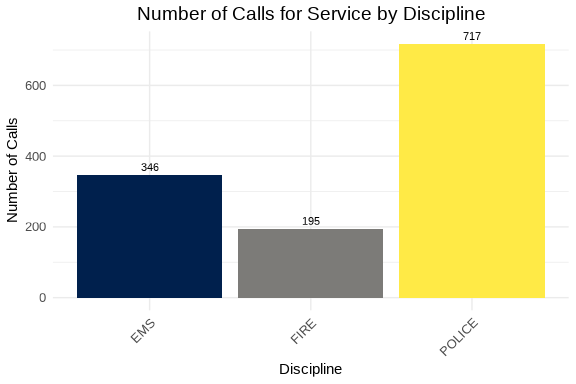 Number of Calls for Service by Discipline
717
600
400
346
200
195
0
Number of Calls
EMS
FIRE
POLICE
Discipline